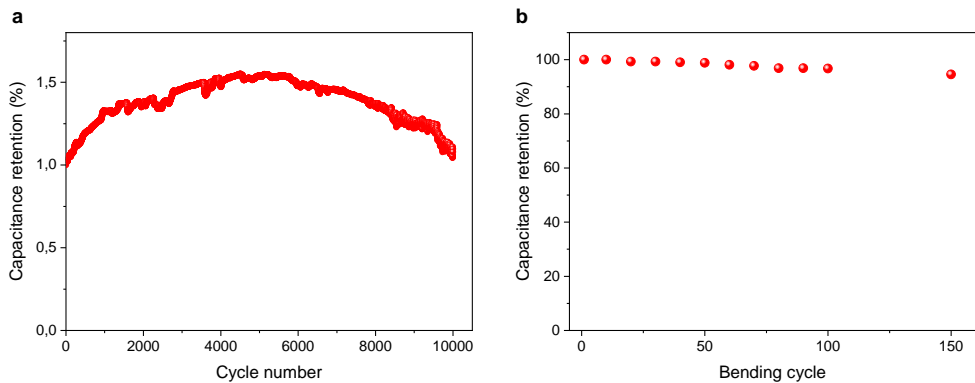 a
Capacitance retention (%)
1,5
1,0
0,5
0,0
0 2000 4000 6000 8000 10000
Cycle number
b
Capacitance retention (%)
100
80
60
40
20
0
0 50 100 150
Bending cycle